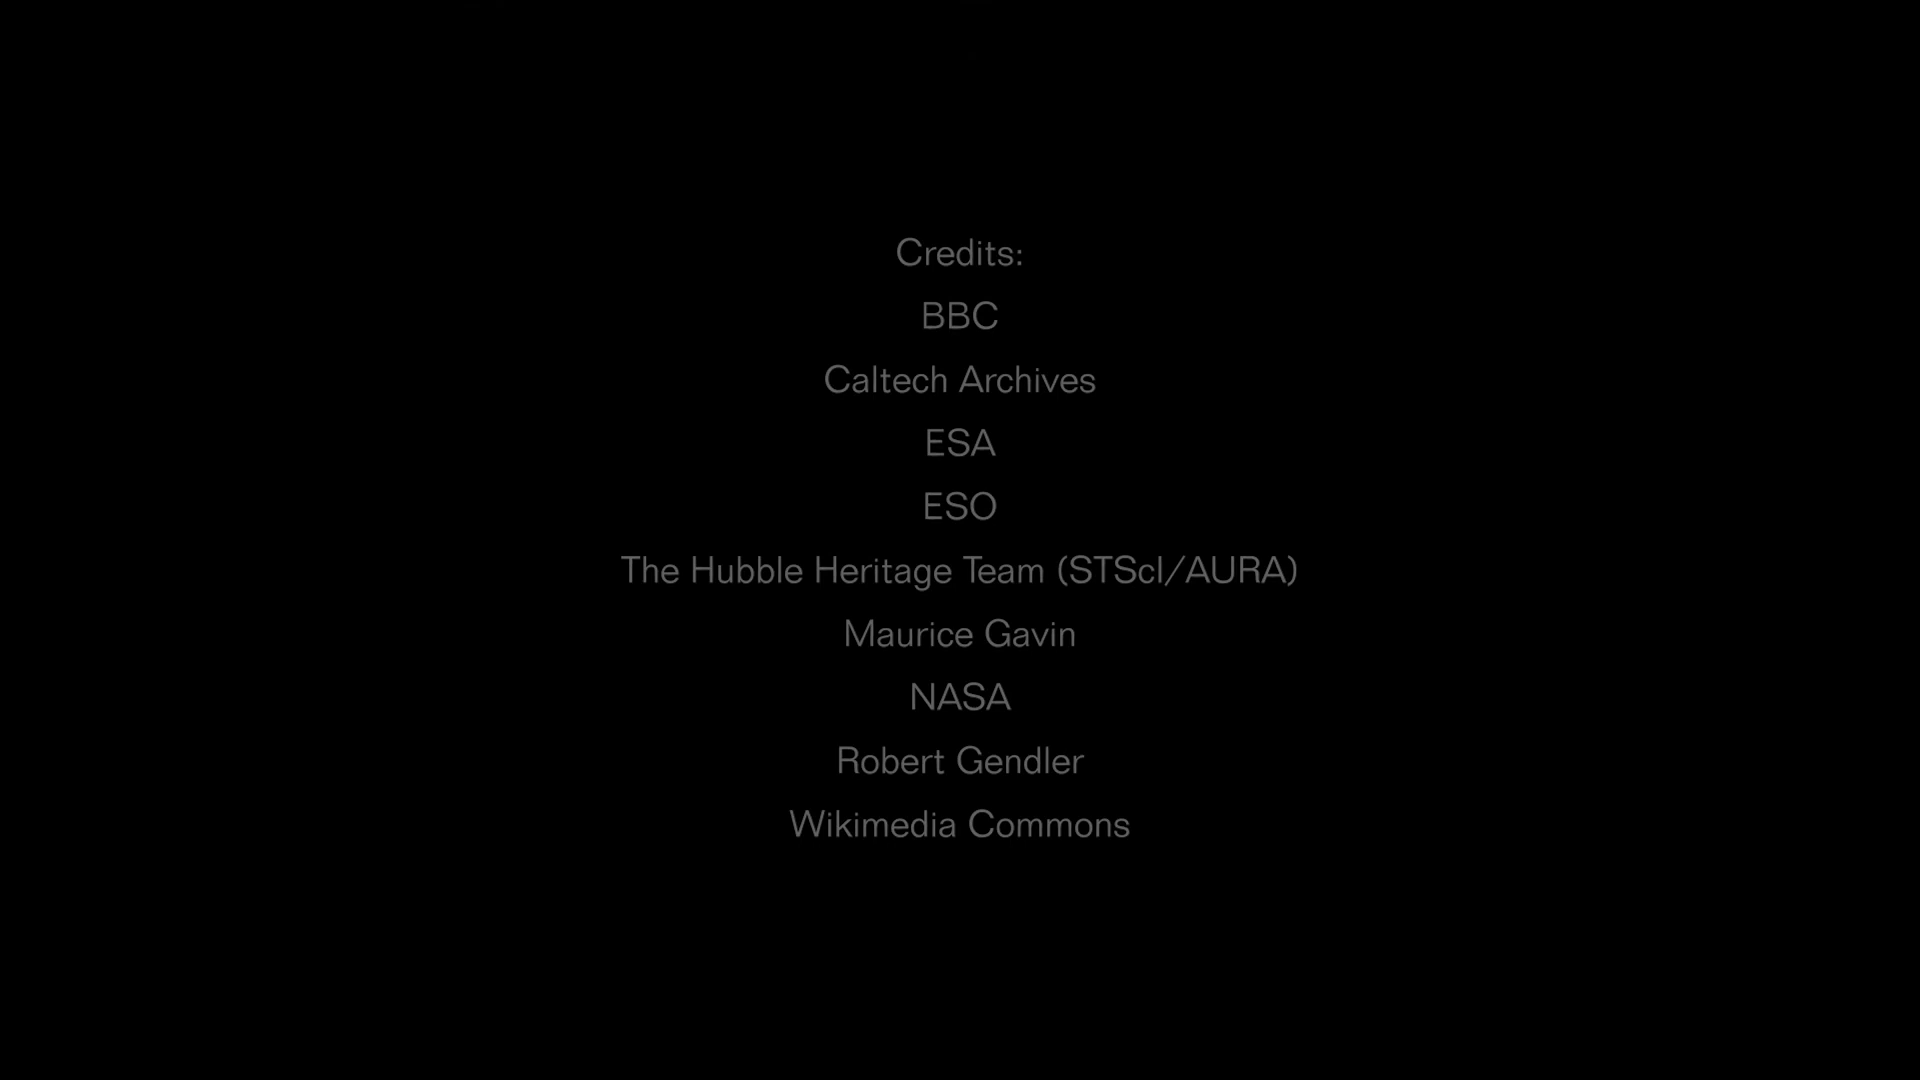 Credits:
BBC
Caltech Archives
ESA
ESO
The Hubble Heritage Team (STScI/AURA)
Maurice Gavin
NASA
Robert Gendler
Wikimedia Commons